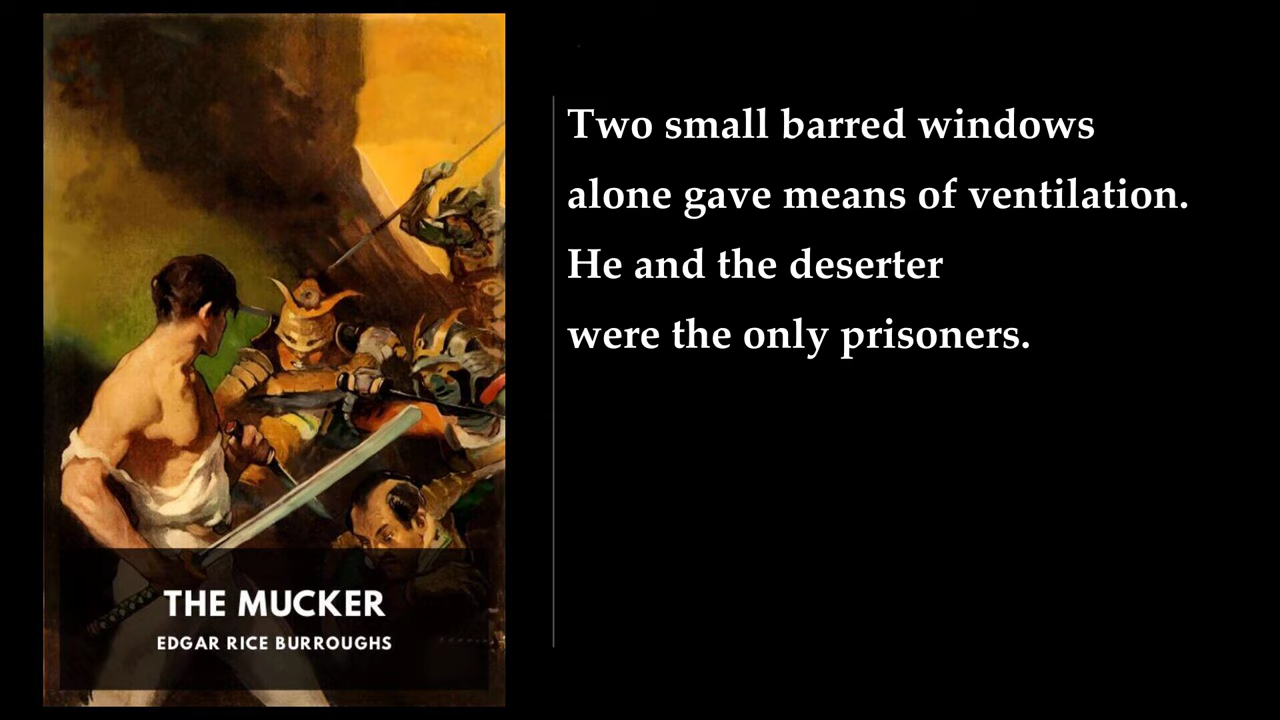 Two small barred windows
alone gave means of ventilation.
He and the deserter
were the only prisoners.
THE MUCKER
EDGAR RICE BURROUGHS